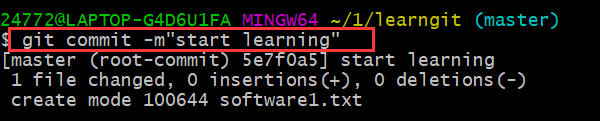 24772@LAPTOP-G4D6U1FA MINGW64 ~/1/learngit (master)
$ git commit -m"start learning"
[master (root-commit) 5e7f0a5] start learning
 1 file changed, 0 insertions(+), 0 deletions(-)
 create mode 100644 software1.txt